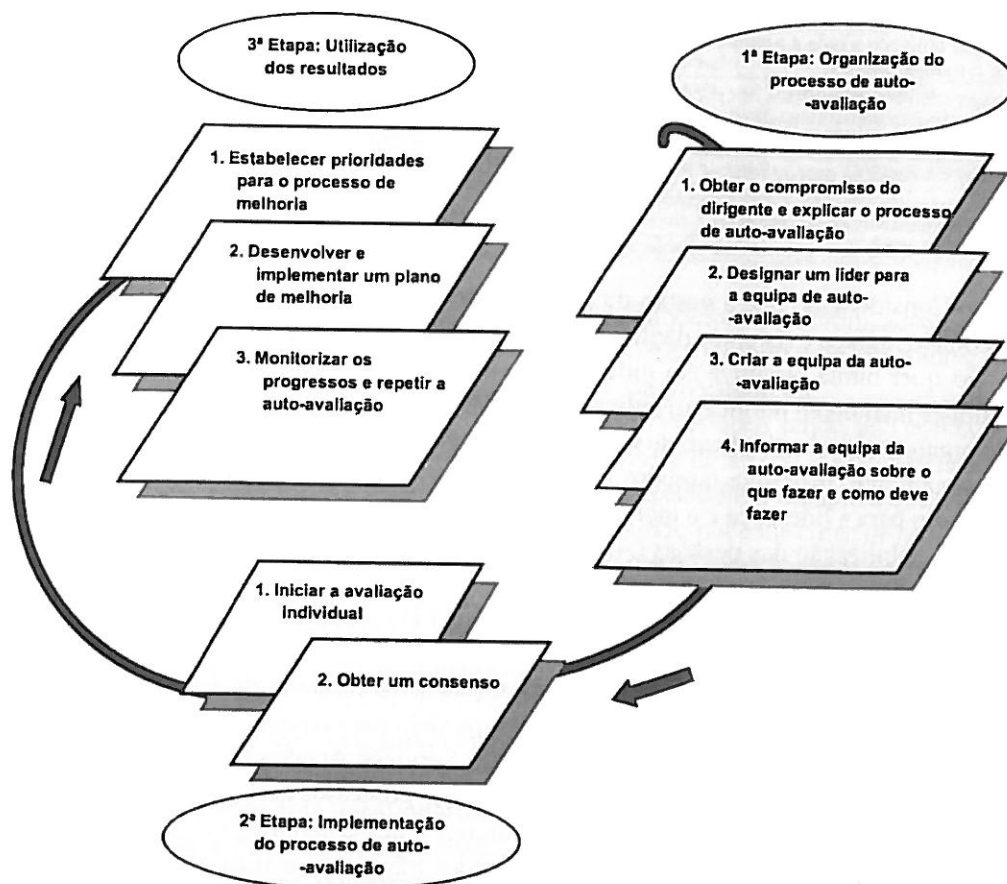 3ª Etapa: Utilização
dos resultados
1. Estabelecer prioridades
para o processo de
melhoria
2. Desenvolver e
implementar um plano
de melhoria
3. Monitorizar os
progressos e repetir a
auto-avaliação
1ª Etapa: Organização do
processo de auto-
-avaliação
1. Obter o compromisso do
dirigente e explicar o processo
de auto-avaliação
2. Designar um líder para
a equipa de auto-
-avaliação
3. Criar a equipa da auto-
-avaliação
4. Informar a equipa da
auto-avaliação sobre o
que fazer e como deve
fazer
1. Iniciar a avaliação
individual
2. Obter um consenso
2ª Etapa: Implementação
do processo de auto-
-avaliação